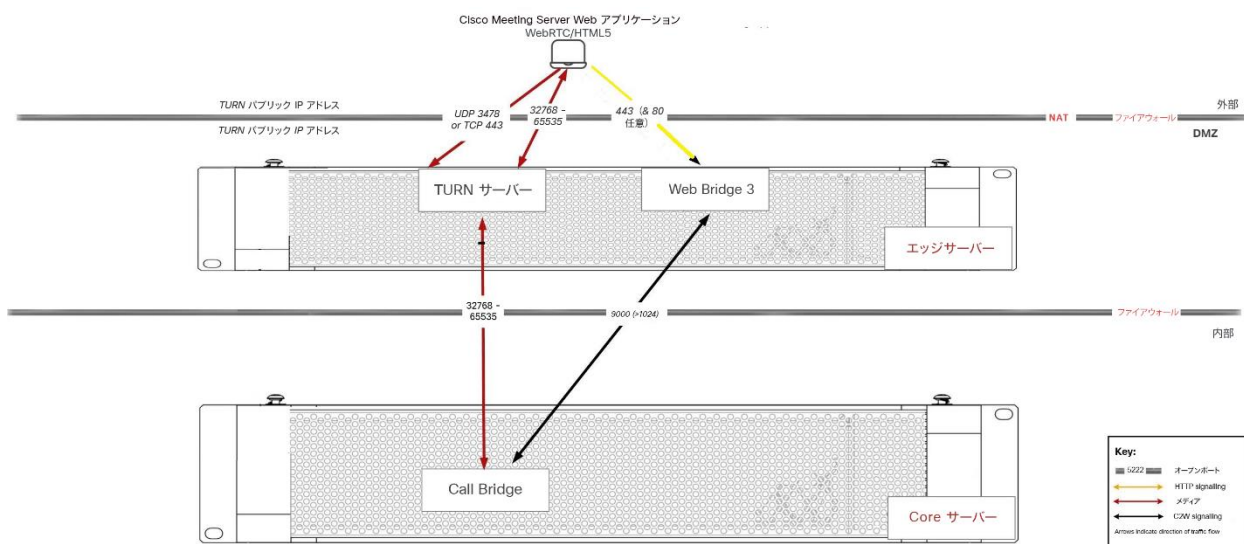 Cisco Meeting Server Web アプリケーション
WebRTC/HTML5
TURN パブリック IP アドレス
TURN パブリック IP アドレス
UDP 3478
or TCP 443
32768 -
65535
443（& 80
任意）
外部
NAT
ファイアウォール
DMZ
TURN サーバー
Web Bridge 3
エッジサーバー
32768 -
65535
9000 (>1024)
ファイアウォール
内部
Call Bridge
Core サーバー
Key:
5222
オープンポート
HTTP signaling
メディア
C2W signaling
Arrows indicate direction of traffic flow